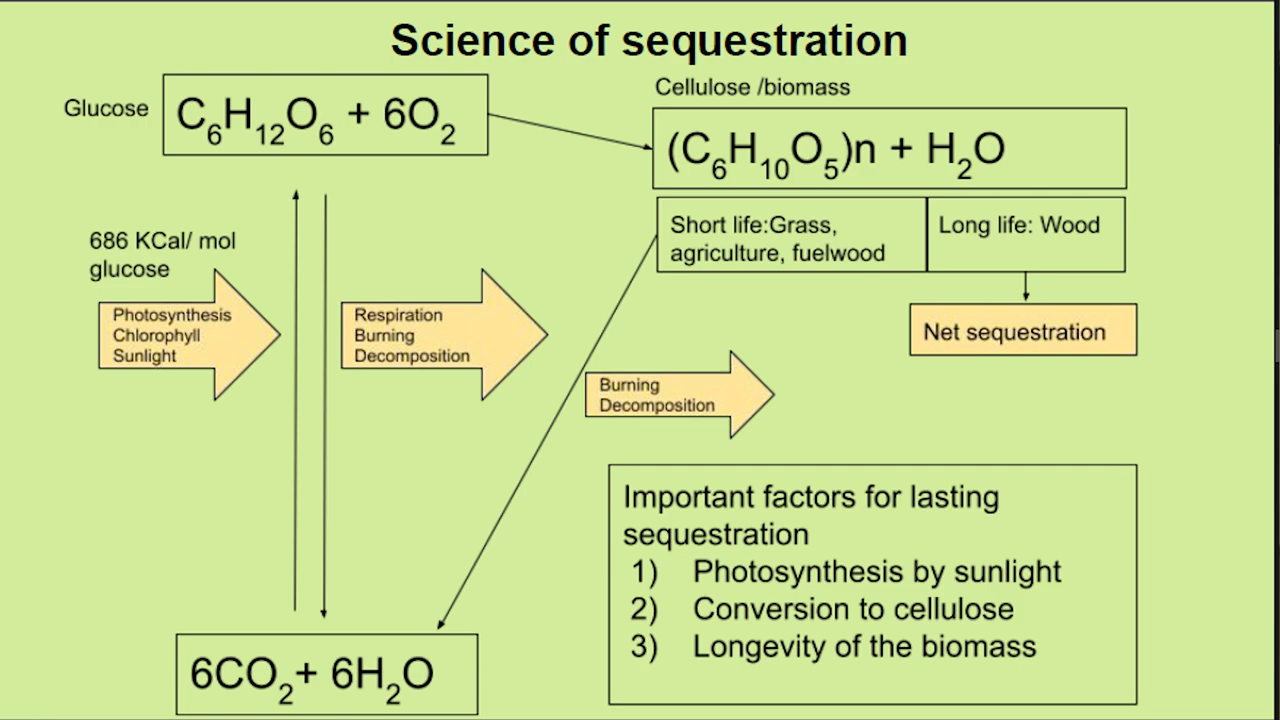 Science of sequestration
Glucose
C₆H₁₂O₆ + 6O₂
Cellulose /biomass
(C₆H₁₀O₅)n + H₂O
Short life:Grass,
agriculture, fuelwood
Long life: Wood
686 KCal/ mol
glucose
Photosynthesis
Chlorophyll
Sunlight
Respiration
Burning
Decomposition
Net sequestration
Burning
Decomposition
Important factors for lasting
sequestration
1) Photosynthesis by sunlight
2) Conversion to cellulose
3) Longevity of the biomass
6CO₂+ 6H₂O